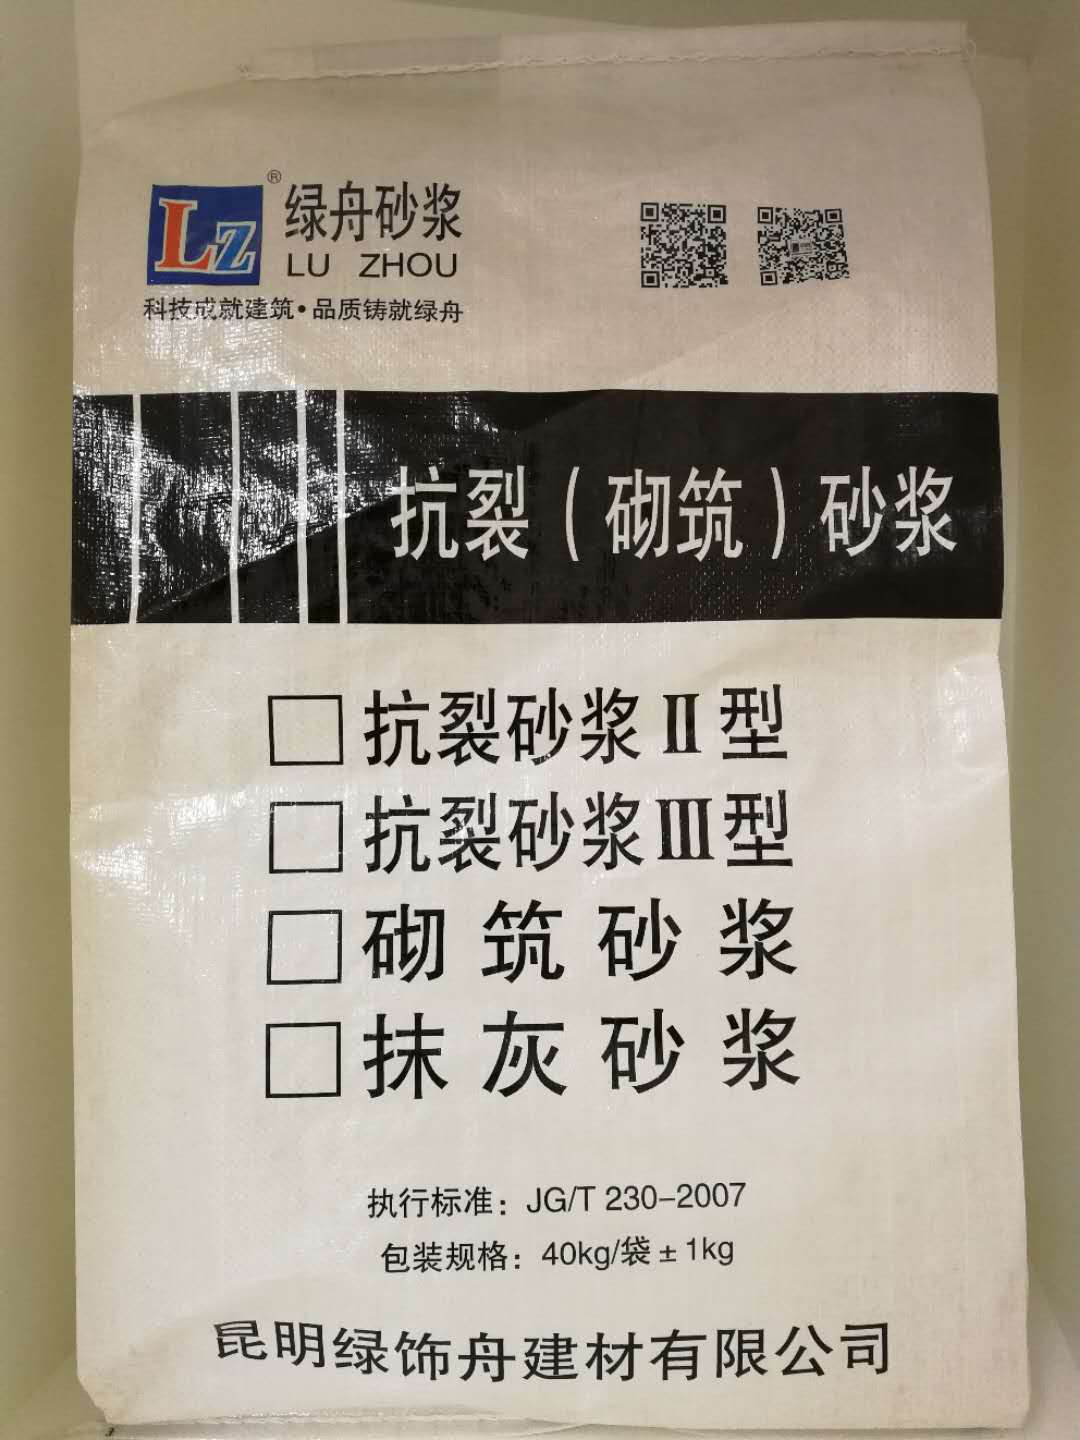 LZ® 绿舟砂浆
LU ZHOU
科技成就建筑•品质铸就绿舟
抗裂(砌筑)砂浆
□抗裂砂浆Ⅱ型
□抗裂砂浆Ⅲ型
□砌筑砂浆
□抹灰砂浆
执行标准：JG/T 230-2007
包装规格：40kg/袋±1kg
昆明绿饰舟建材有限公司